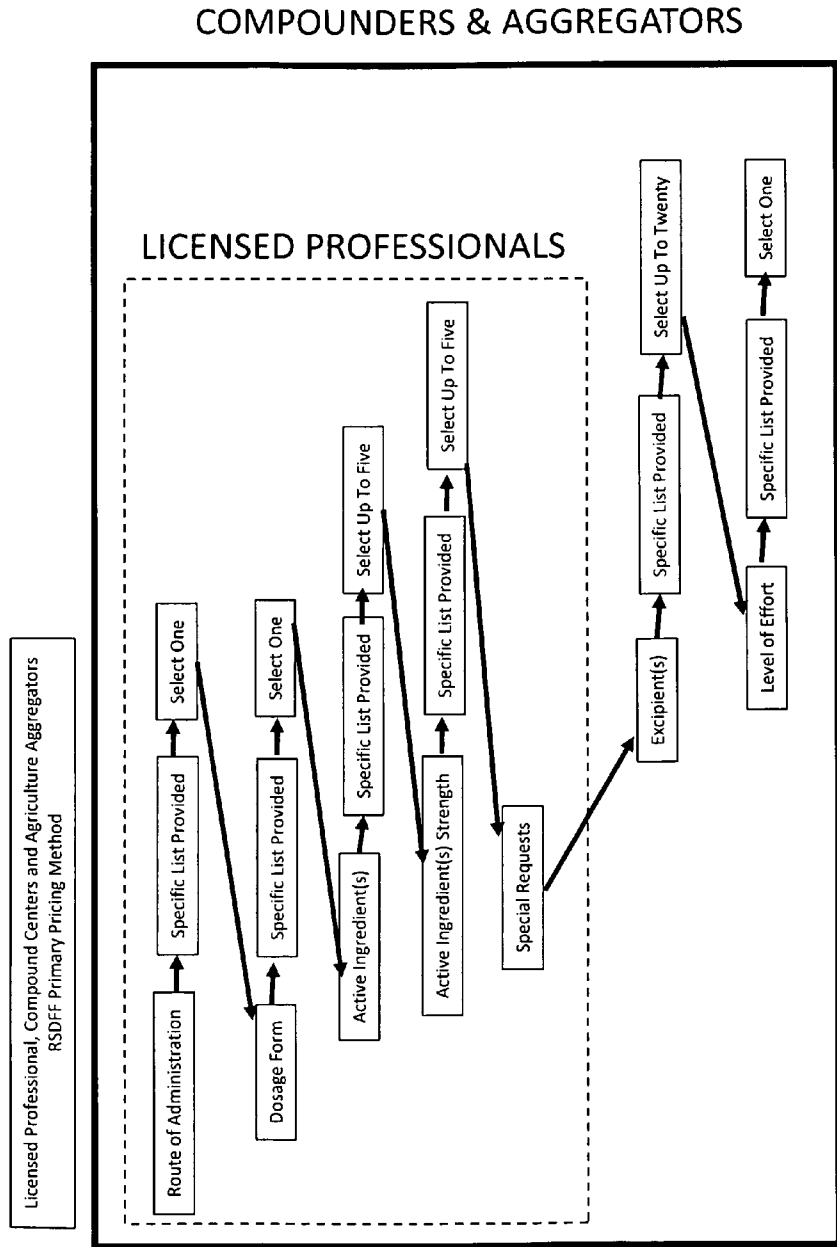 COMPOUNDERS & AGGREGATORS
Licensed Professional, Compound Centers and Agriculture Aggregators
RSDFF Primary Pricing Method
LICENSED PROFESSIONALS
Route of Administration
Specific List Provided
Select One
Dosage Form
Specific List Provided
Select One
Active Ingredient(s)
Specific List Provided
Select Up To Five
Active Ingredient(s) Strength
Specific List Provided
Select Up To Five
Special Requests
Excipient(s)
Specific List Provided
Select Up To Twenty
Level of Effort
Specific List Provided
Select One